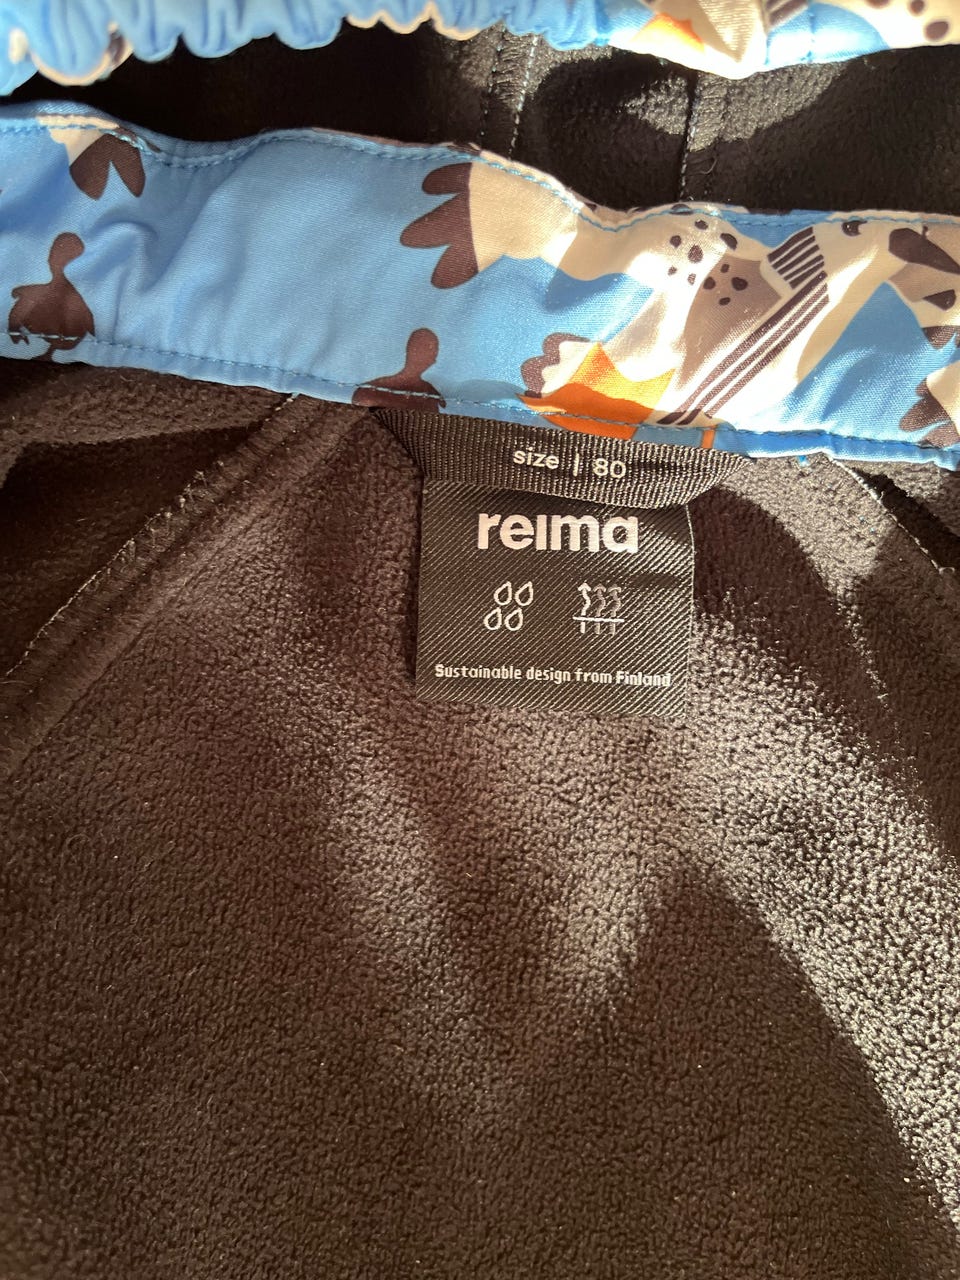 size | 80
reima
Sustainable design from Finland